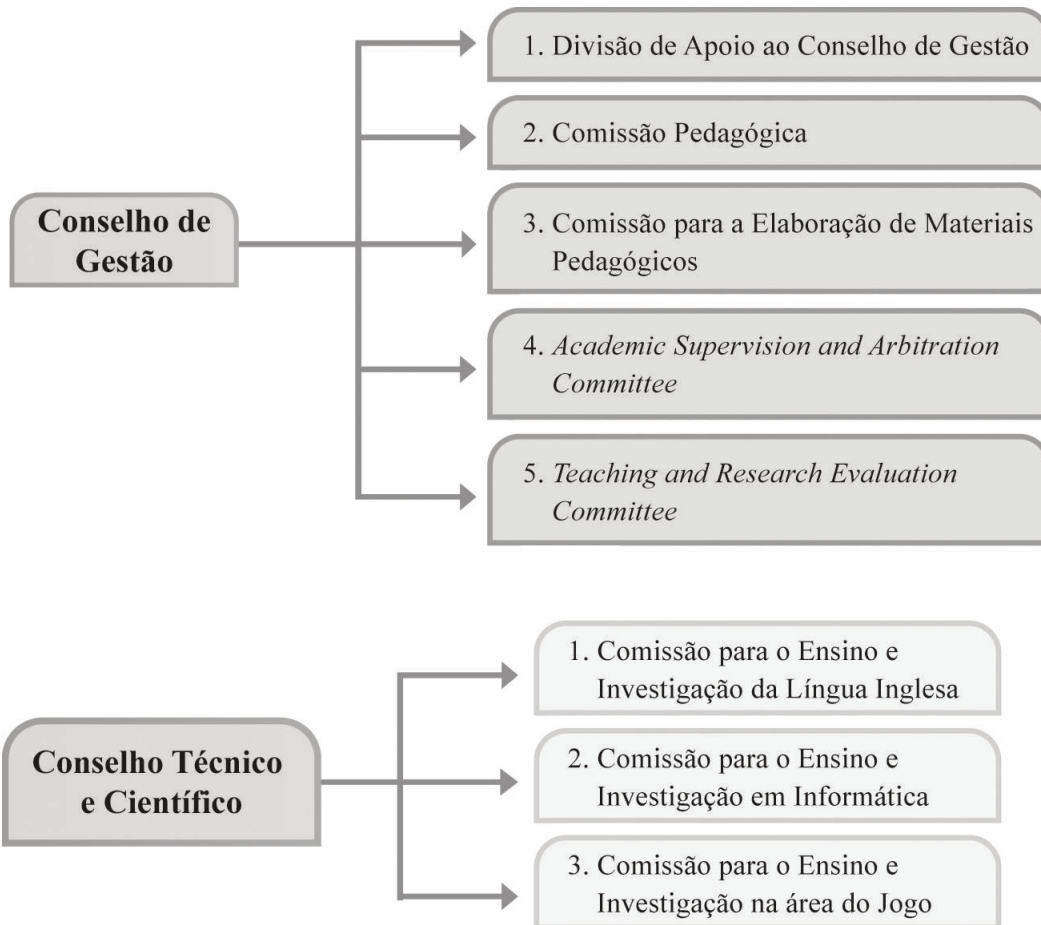 1. Divisão de Apoio ao Conselho de Gestão
2. Comissão Pedagógica
Conselho de
Gestão
3. Comissão para a Elaboração de Materiais
Pedagógicos
4. Academic Supervision and Arbitration
Committee
5. Teaching and Research Evaluation
Committee
1. Comissão para o Ensino e
Investigação da Língua Inglesa
Conselho Técnico
e Científico
2. Comissão para o Ensino e
Investigação em Informática
3. Comissão para o Ensino e
Investigação na área do Jogo